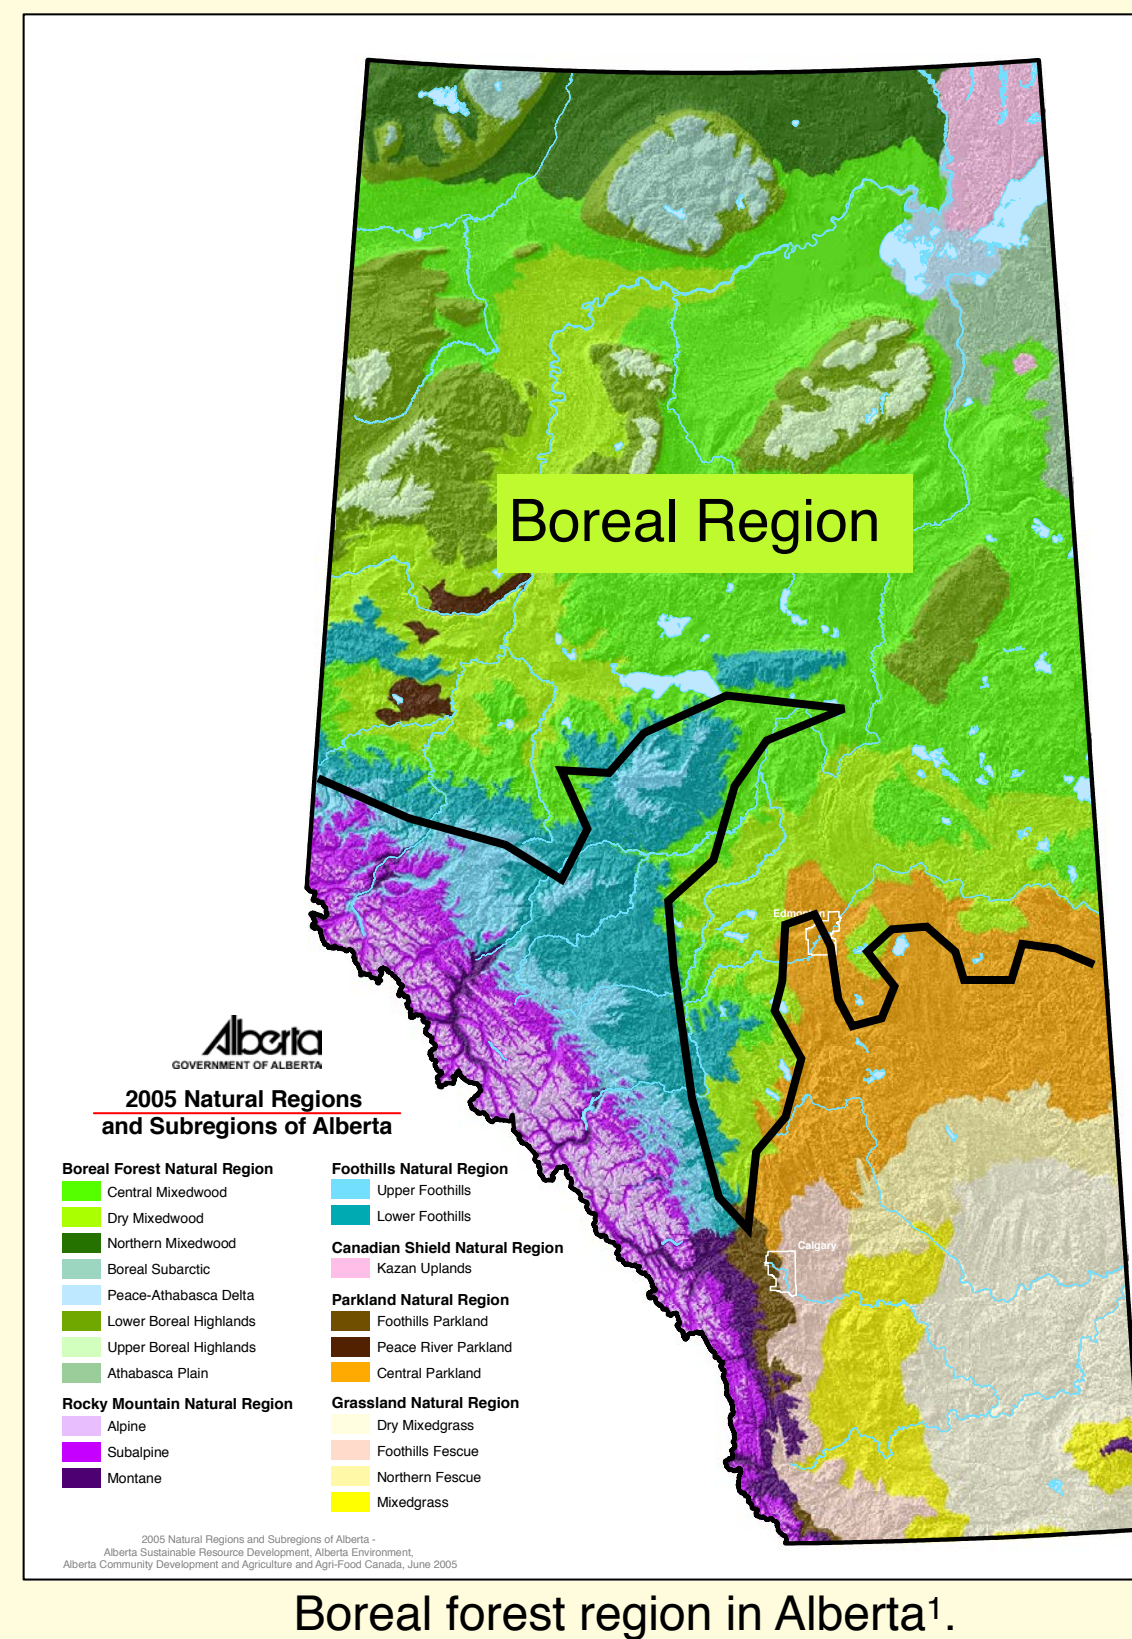 Boreal Region
Edmonton
Calgary
Alberta
GOVERNMENT OF ALBERTA
2005 Natural Regions
and Subregions of Alberta
Boreal Forest Natural Region
Central Mixedwood
Dry Mixedwood
Northern Mixedwood
Boreal Subarctic
Peace-Athabasca Delta
Lower Boreal Highlands
Upper Boreal Highlands
Athabasca Plain
Rocky Mountain Natural Region
Alpine
Subalpine
Montane
Foothills Natural Region
Upper Foothills
Lower Foothills
Canadian Shield Natural Region
Kazan Uplands
Parkland Natural Region
Foothills Parkland
Peace River Parkland
Central Parkland
Grassland Natural Region
Dry Mixedgrass
Foothills Fescue
Northern Fescue
Mixedgrass
2005 Natural Regions and Subregions of Alberta -
Alberta Sustainable Resource Development, Alberta Environment,
Alberta Community Development and Agriculture and Agri-Food Canada, June 2005
Boreal forest region in Alberta¹.